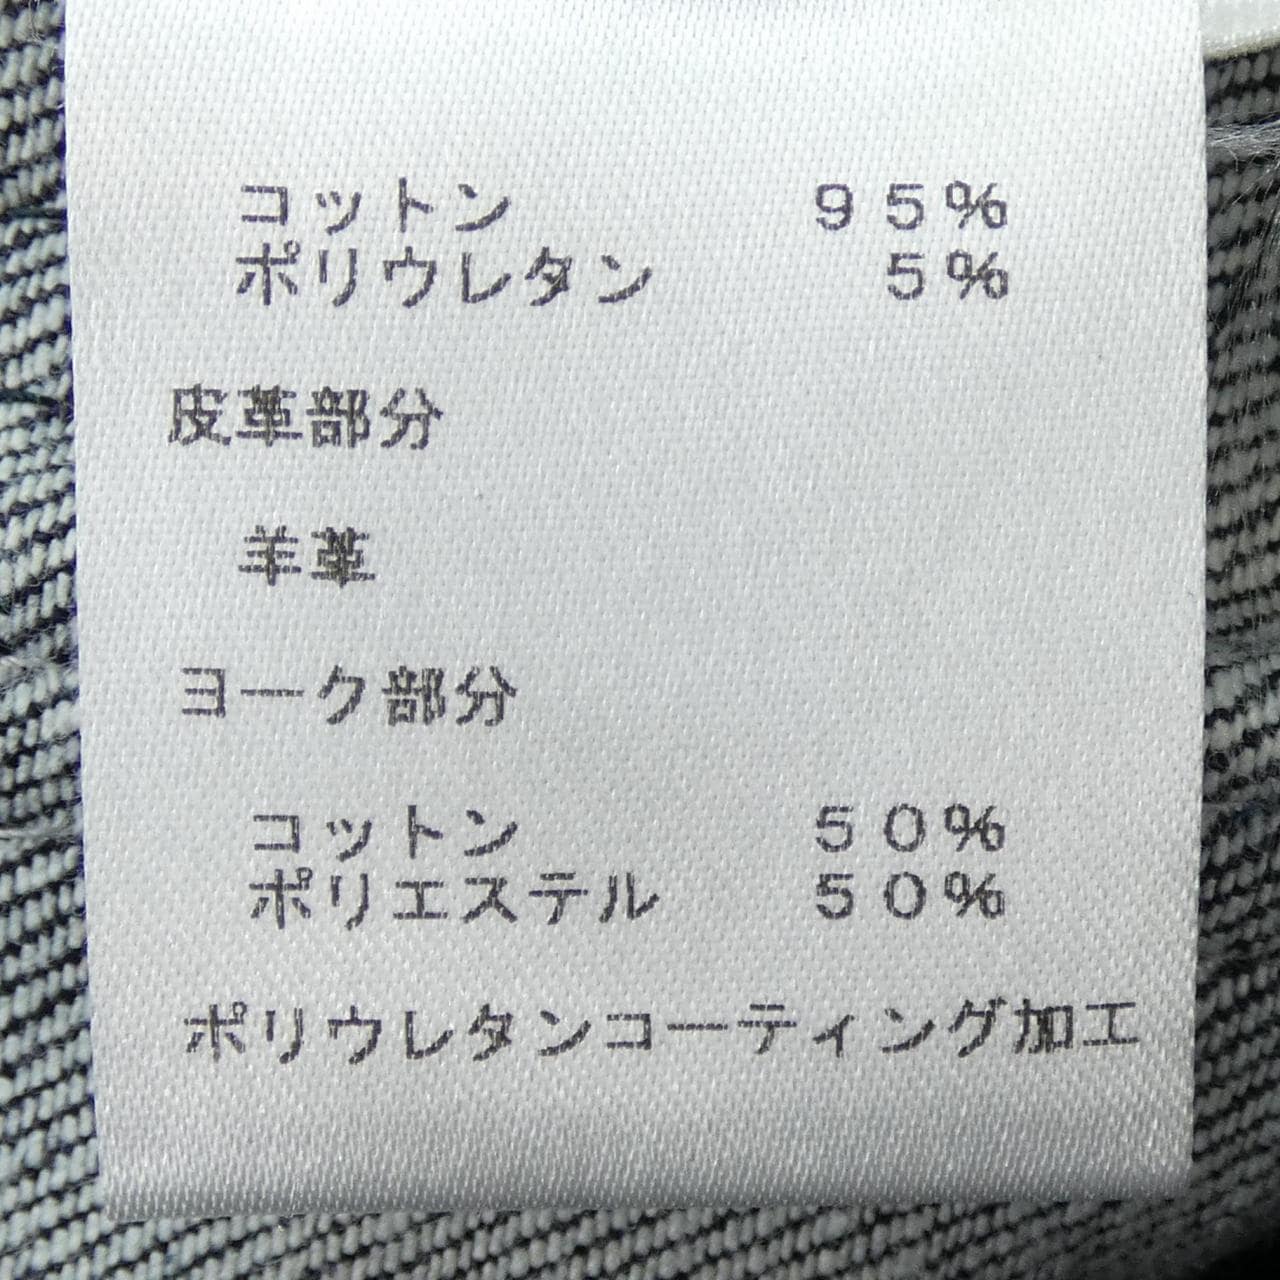 コットン ９５％
ポリウレタン ５％
皮革部分
羊革
ヨーク部分
コットン ５０％
ポリエステル ５０％
ポリウレタンコーティング加工